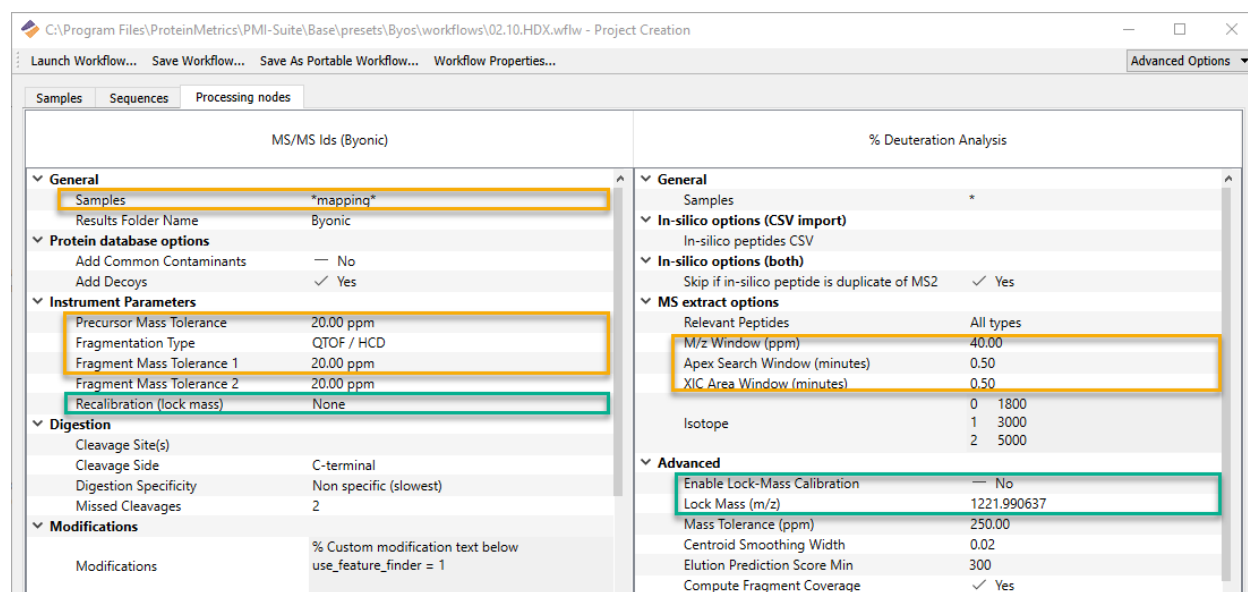 C:\Program Files\ProteinMetrics\PMI-Suite\Base\presets\Byos\workflows\02.10.HDX.wflw - Project Creation
Launch Workflow... Save Workflow... Save As Portable Workflow... Workflow Properties... Advanced Options
Samples Sequences Processing nodes
MS/MS Ids (Byonic)
General
Samples *mapping*
Results Folder Name Byonic
Protein database options
Add Common Contaminants No
Add Decoys Yes
Instrument Parameters
Precursor Mass Tolerance 20.00 ppm
Fragmentation Type QTOF / HCD
Fragment Mass Tolerance 1 20.00 ppm
Fragment Mass Tolerance 2 20.00 ppm
Recalibration (lock mass) None
Digestion
Cleavage Site(s)
Cleavage Side C-terminal
Digestion Specificity Non specific (slowest)
Missed Cleavages 2
Modifications
% Custom modification text below
Modifications use_feature_finder = 1
% Deuteration Analysis
General
Samples *
In-silico options (CSV import)
In-silico peptides CSV
In-silico options (both)
Skip if in-silico peptide is duplicate of MS2 Yes
MS extract options
Relevant Peptides All types
M/z Window (ppm) 40.00
Apex Search Window (minutes) 0.50
XIC Area Window (minutes) 0.50
0 1800
Isotope 1 3000
2 5000
Advanced
Enable Lock-Mass Calibration No
Lock Mass (m/z) 1221.990637
Mass Tolerance (ppm) 250.00
Centroid Smoothing Width 0.02
Elution Prediction Score Min 300
Compute Fragment Coverage Yes